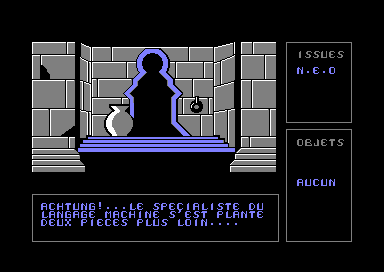 ISSUES
N.E.O
OBJETS
AUCUN
ACHTUNG!...LE SPECIALISTE DU
LANGAGE MACHINE S'EST PLANTE
DEUX PIECES PLUS LOIN....